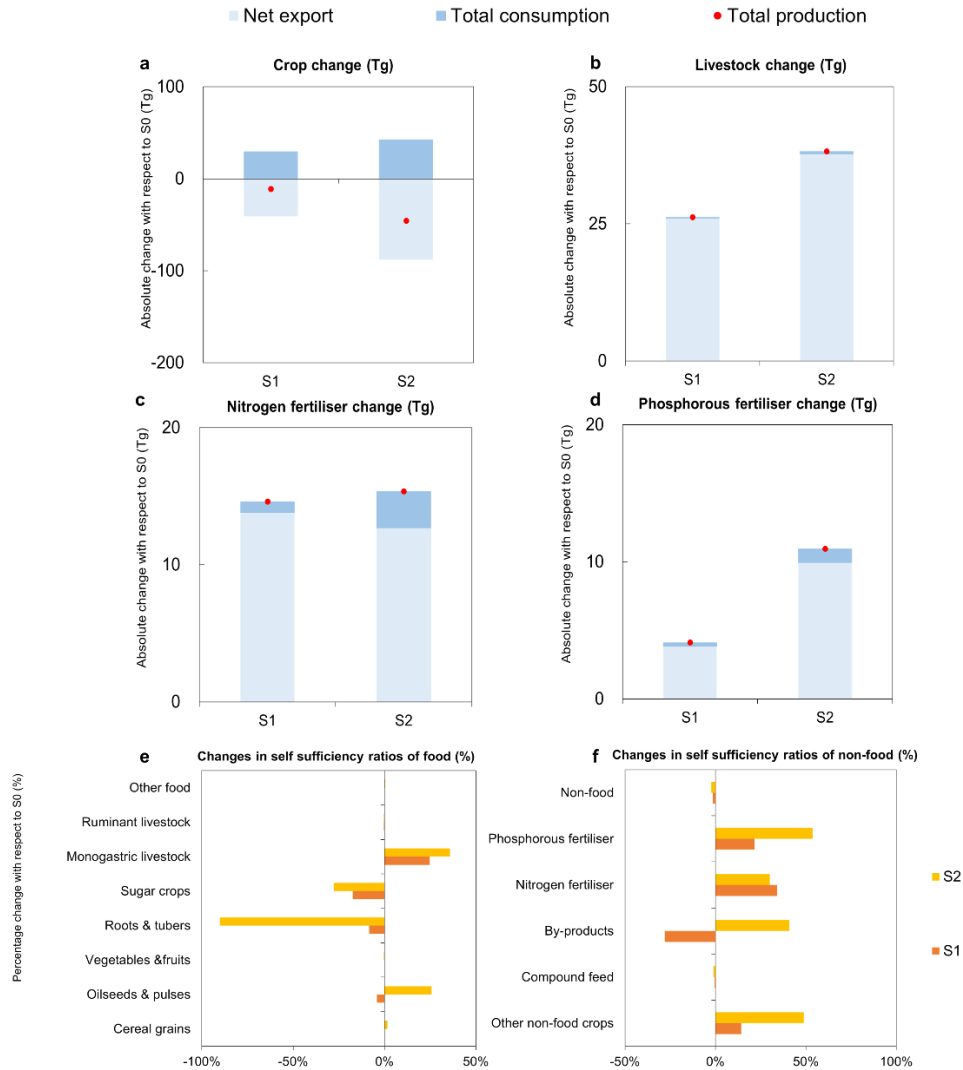 Net export Total consumption Total production
a Crop change (Tg)
Absolute change with respect to S0 (Tg)
100
0
-100
-200
S1 S2
b Livestock change (Tg)
Absolute change with respect to S0 (Tg)
50
25
0
S1 S2
c Nitrogen fertiliser change (Tg)
Absolute change with respect to S0 (Tg)
20
10
0
S1 S2
d Phosphorous fertiliser change (Tg)
Absolute change with respect to S0 (Tg)
20
10
0
S1 S2
e Changes in self sufficiency ratios of food (%)
Percentage change with respect to S0 (%)
Other food
Ruminant livestock
Monogastric livestock
Sugar crops
Roots & tubers
Vegetables &fruits
Oilseeds & pulses
Cereal grains
-100% -50% 0% 50%
f Changes in self sufficiency ratios of non-food (%)
Non-food
Phosphorous fertiliser
Nitrogen fertiliser
By-products
Compound feed
Other non-food crops
-50% 0% 50% 100%
S2
S1